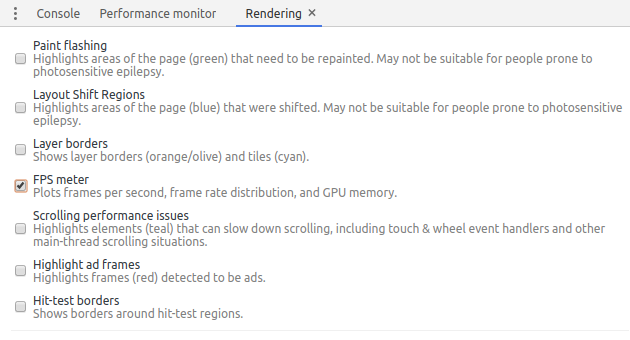 Console Performance monitor Rendering ✕
Paint flashing
Highlights areas of the page (green) that need to be repainted. May not be suitable for people prone to
photosensitive epilepsy.
Layout Shift Regions
Highlights areas of the page (blue) that were shifted. May not be suitable for people prone to photosensitive
epilepsy.
Layer borders
Shows layer borders (orange/olive) and tiles (cyan).
FPS meter
Plots frames per second, frame rate distribution, and GPU memory.
Scrolling performance issues
Highlights elements (teal) that can slow down scrolling, including touch & wheel event handlers and other
main-thread scrolling situations.
Highlight ad frames
Highlights frames (red) detected to be ads.
Hit-test borders
Shows borders around hit-test regions.